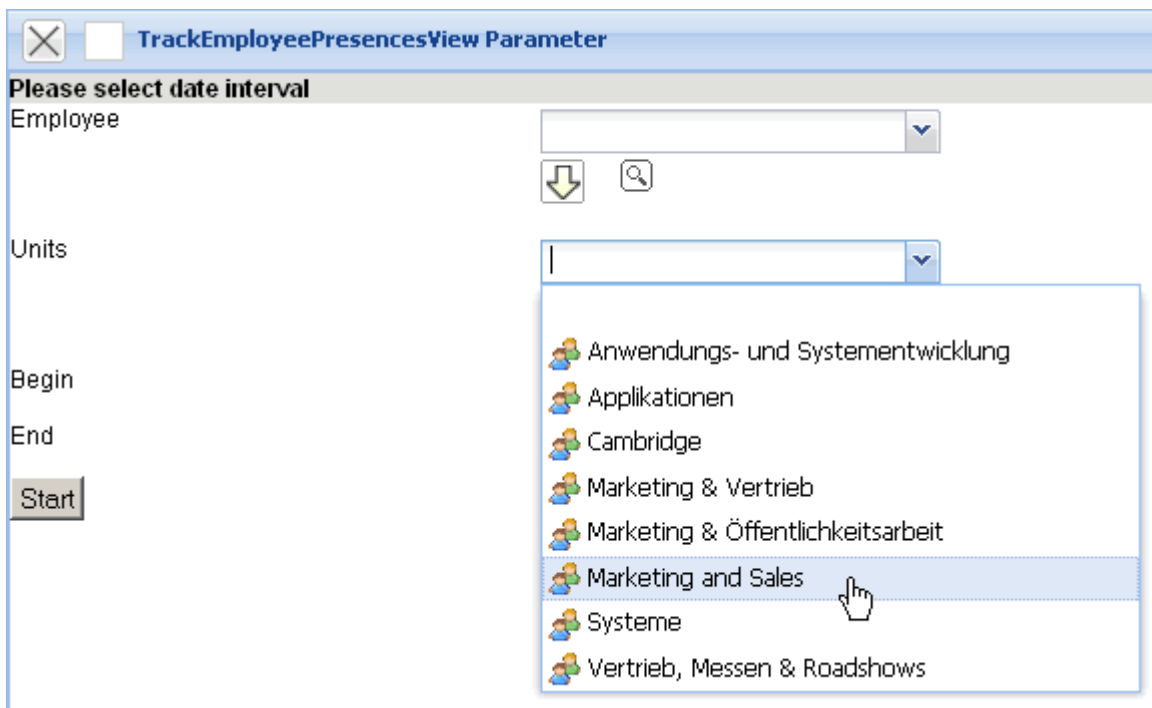 TrackEmployeePresencesView Parameter
Please select date interval
Employee
Units
Anwendungs- und Systementwicklung
Applikationen
Cambridge
Marketing & Vertrieb
Marketing & Öffentlichkeitsarbeit
Marketing and Sales
Systeme
Vertrieb, Messen & Roadshows
Begin
End
Start